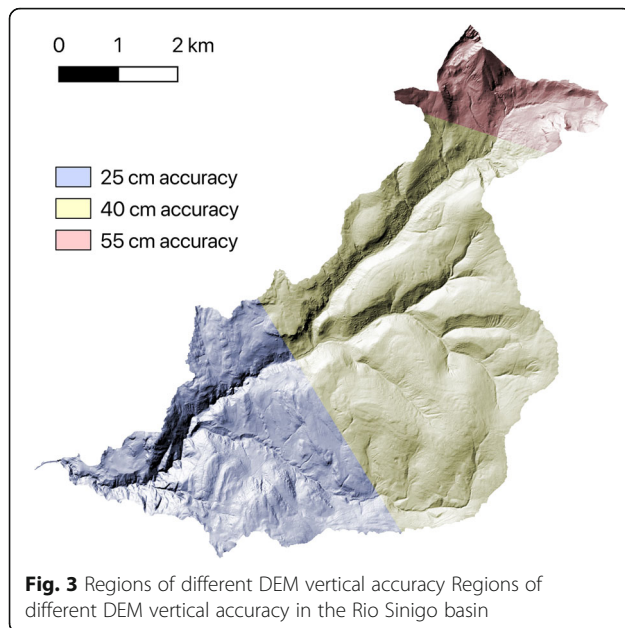 0 1 2 km
25 cm accuracy
40 cm accuracy
55 cm accuracy
Fig. 3 Regions of different DEM vertical accuracy Regions of
different DEM vertical accuracy in the Rio Sinigo basin